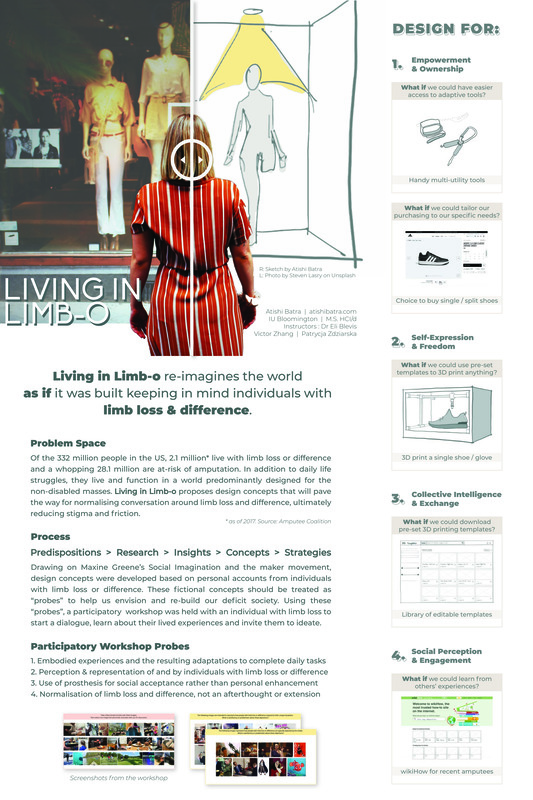 LIVING IN
LIMB-O
R: Sketch by Atishi Batra
L: Photo by Steven Lasry on Unsplash
Atishi Batra | atishibatra.com
IU Bloomington | M.S. HCI/d
Instructors : Dr Eli Blevis
Victor Zhang | Patrycja Zdziarska
Living in Limb-o re-imagines the world
as if it was built keeping in mind individuals with
limb loss & difference.
Problem Space
Of the 332 million people in the US, 2.1 million* live with limb loss or difference
and a whopping 28.1 million are at-risk of amputation. In addition to daily life
struggles, they live and function in a world predominantly designed for the
non-disabled masses. Living in Limb-o proposes design concepts that will pave
the way for normalising conversation around limb loss and difference, ultimately
reducing stigma and friction.
*as of 2017. Source: Amputee Coalition
Process
Predispositions > Research > Insights > Concepts > Strategies
Drawing on Maxine Greene's Social Imagination and the maker movement,
design concepts were developed based on personal accounts from individuals
with limb loss or difference. These fictional concepts should be treated as
"probes" to help us envision and re-build our deficit society. Using these
"probes", a participatory workshop was held with an individual with limb loss to
start a dialogue, learn about their lived experiences and invite them to ideate.
Participatory Workshop Probes
1. Embodied experiences and the resulting adaptations to complete daily tasks
2. Perception & representation of and by individuals with limb loss or difference
3. Use of prosthesis for social acceptance rather than personal enhancement
4. Normalisation of limb loss and difference, not an afterthought or extension
Screenshots from the workshop
DESIGN FOR:
1. Empowerment
& Ownership
What if we could have easier
access to adaptive tools?
Handy multi-utility tools
What if we could tailor our
purchasing to our specific needs?
Choice to buy single / split shoes
2. Self-Expression
& Freedom
What if we could use pre-set
templates to 3D print anything?
3D print a single shoe / glove
3. Collective Intelligence
& Exchange
What if we could download
pre-set 3D printing templates?
Library of editable templates
4. Social Perception
& Engagement
What if we could learn from
others' experiences?
Welcome to wikiHow, the
most trusted how-to site
on the internet.
wikiHow for recent amputees